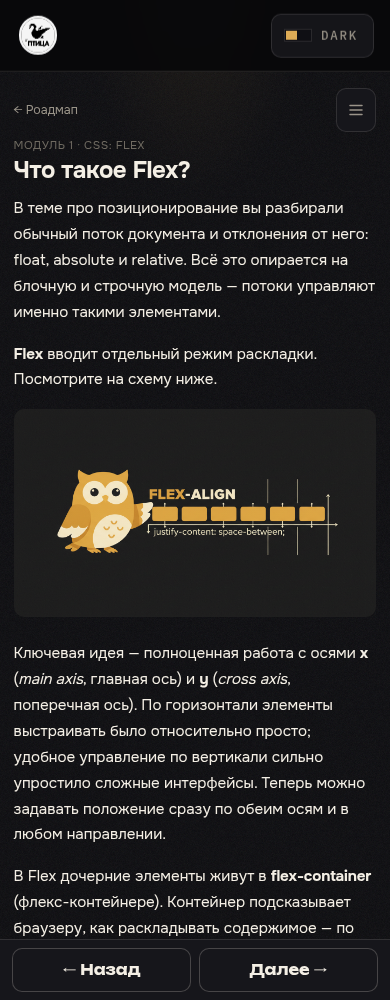 ПТИЦА
DARK
← Роадмап
МОДУЛЬ 1 · CSS: FLEX
Что такое Flex?
В теме про позиционирование вы разбирали
обычный поток документа и отклонения от него:
float, absolute и relative. Всё это опирается на
блочную и строчную модель — потоки управляют
именно такими элементами.
Flex вводит отдельный режим раскладки.
Посмотрите на схему ниже.
FLEX-ALIGN
justify-content: space-between;
Ключевая идея — полноценная работа с осями x
(main axis, главная ось) и y (cross axis,
поперечная ось). По горизонтали элементы
выстраивать было относительно просто;
удобное управление по вертикали сильно
упростило сложные интерфейсы. Теперь можно
задавать положение сразу по обеим осям и в
любом направлении.
В Flex дочерние элементы живут в flex-container
(флекс-контейнере). Контейнер подсказывает
браузеру, как раскладывать содержимое — по
← Назад
Далее →